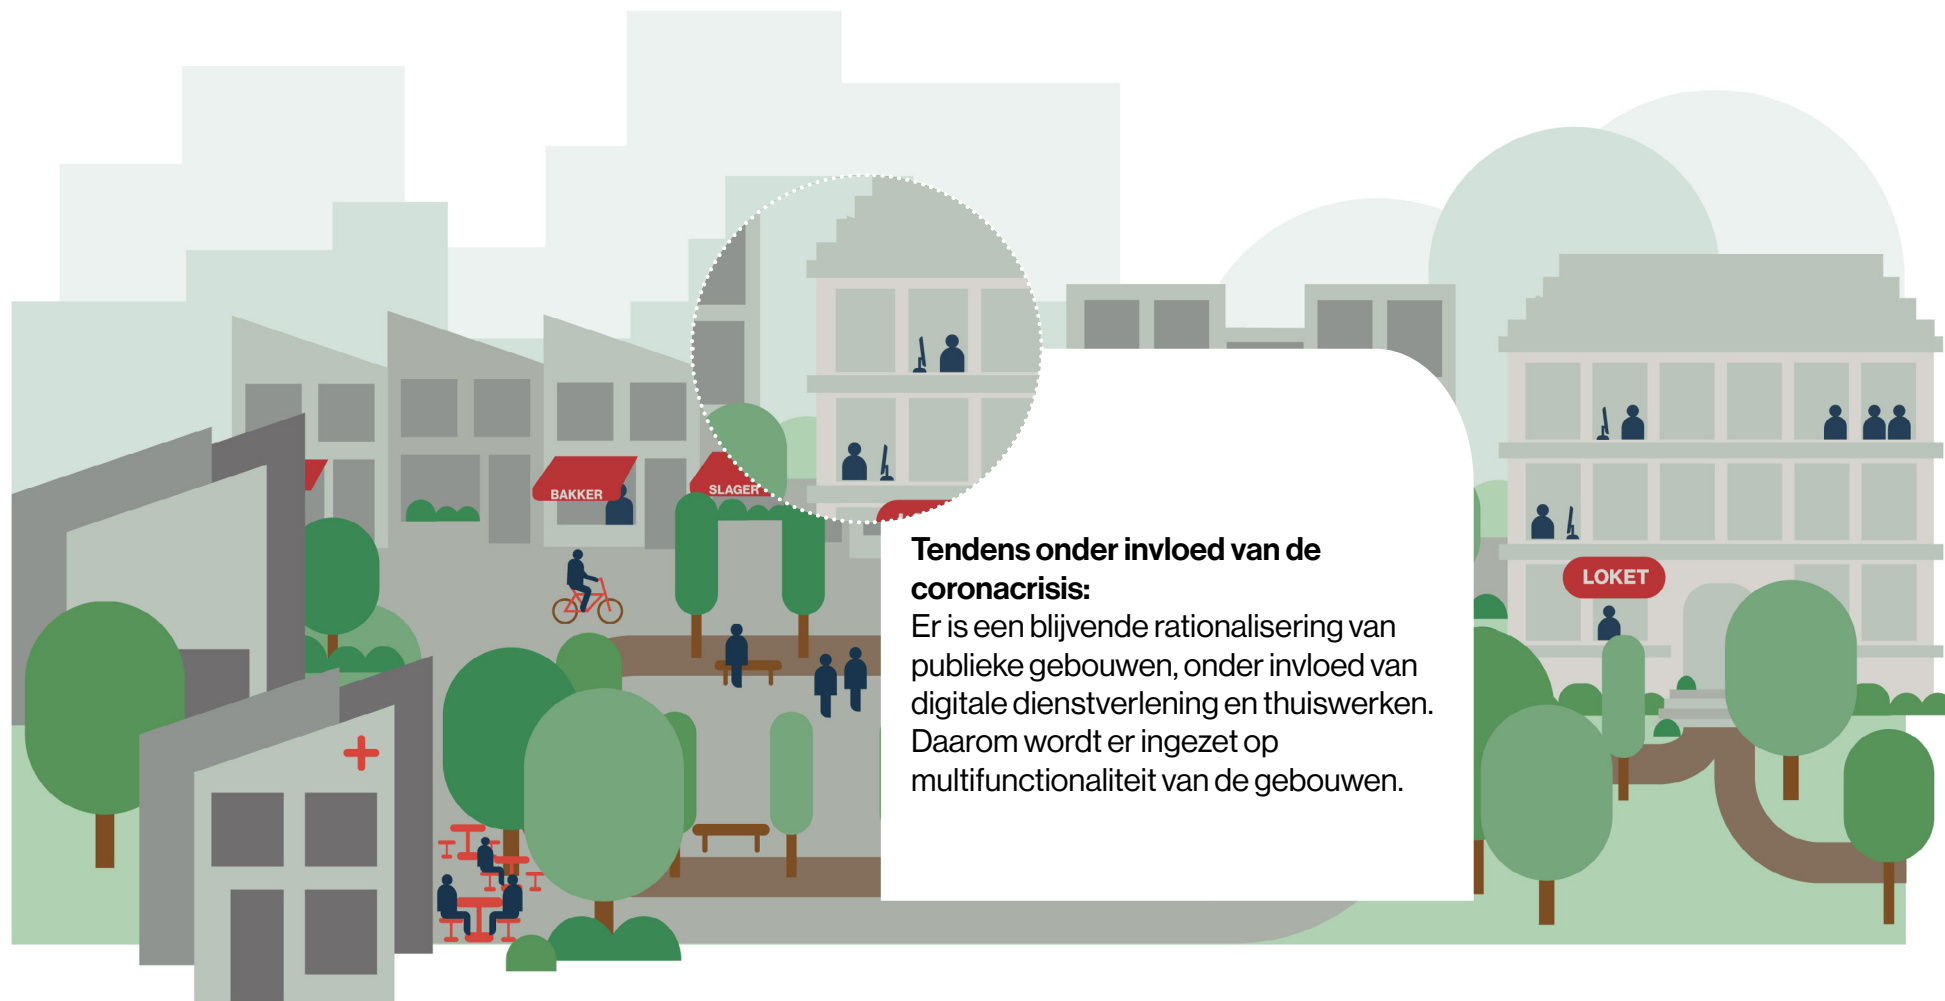 BAKKER
SLAGER
Tendens onder invloed van de
coronacrisis:
Er is een blijvende rationalisering van
publieke gebouwen, onder invloed van
digitale dienstverlening en thuiswerken.
Daarom wordt er ingezet op
multifunctionaliteit van de gebouwen.
LOKET